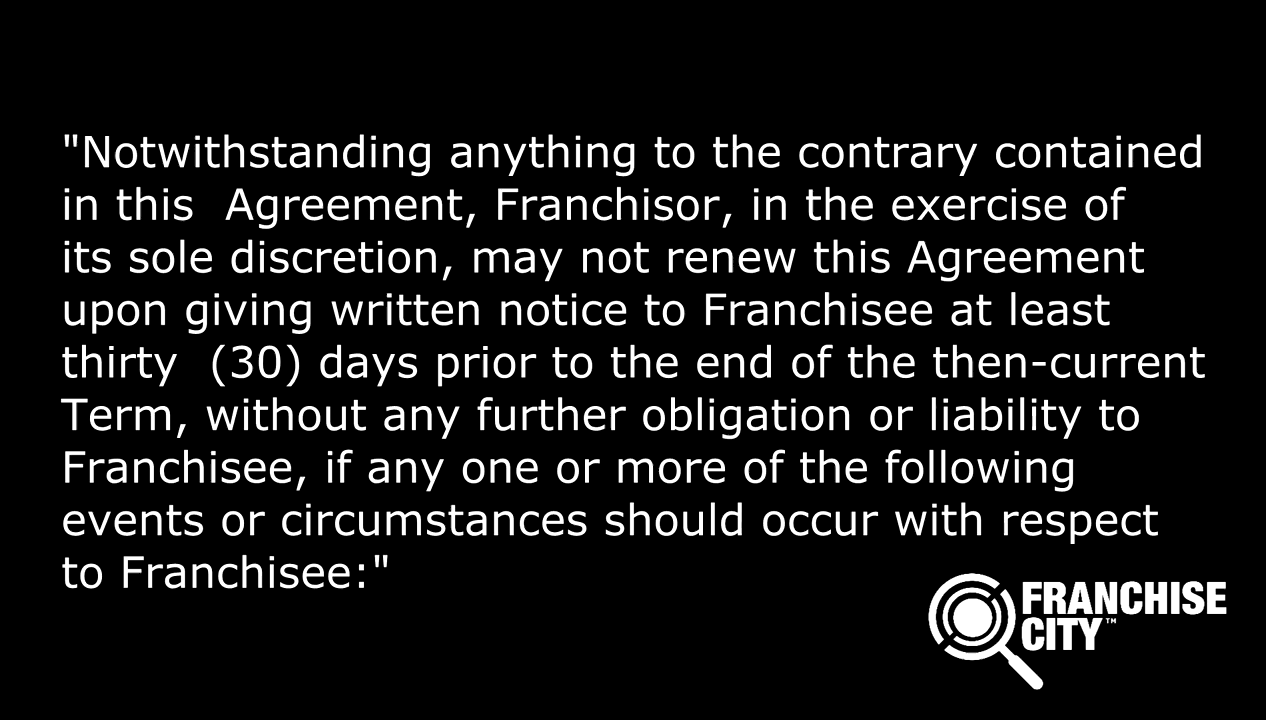 "Notwithstanding anything to the contrary contained
in this  Agreement, Franchisor, in the exercise of
its sole discretion, may not renew this Agreement
upon giving written notice to Franchisee at least
thirty  (30) days prior to the end of the then-current
Term, without any further obligation or liability to
Franchisee, if any one or more of the following
events or circumstances should occur with respect
to Franchisee:"
FRANCHISE
CITY™